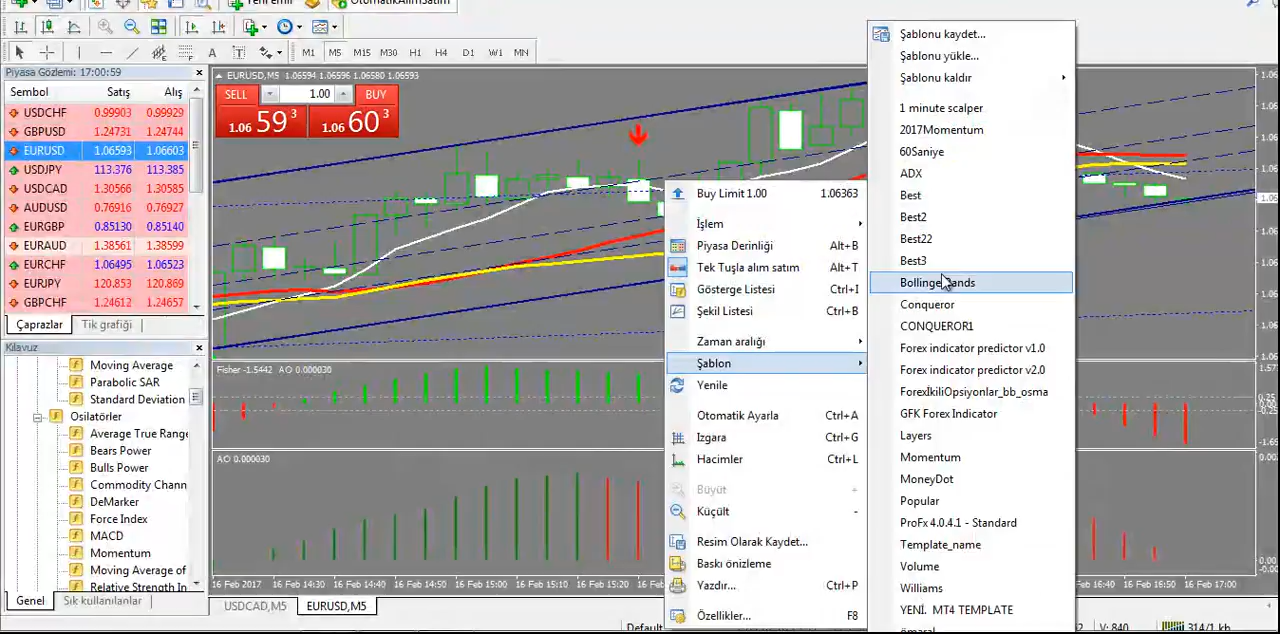 Yeni Emir
OtomatikAlımSatım
M1 M5 M15 M30 H1 H4 D1 W1 MN
Piyasa Gözlemi: 17:00:59
Sembol Satış Alış
USDCHF 0.99903 0.99929
GBPUSD 1.24731 1.24744
EURUSD 1.06593 1.06603
USDJPY 113.376 113.385
USDCAD 1.30566 1.30585
AUDUSD 0.76916 0.76927
EURGBP 0.85130 0.85140
EURAUD 1.38561 1.38599
EURCHF 1.06495 1.06523
EURJPY 120.853 120.869
GBPCHF 1.24612 1.24657
Çaprazlar Tik grafiği
Kılavuz
Moving Average
Parabolic SAR
Standard Deviation
Osilatörler
Average True Range
Bears Power
Bulls Power
Commodity Chann
DeMarker
Force Index
MACD
Momentum
Moving Average of
Relative Strength In
Genel Sık kullanılanlar
EURUSD,M5 1.06594 1.06596 1.06580 1.06593
SELL 1.00 BUY
1.06 59 3 1.06 60 3
Fisher -1.5442 AO 0.000030
AO 0.000030
16 Feb 2017 16 Feb 14:30 16 Feb 14:40 16 Feb 14:50 16 Feb 15:00 16 Feb 15:10 16 Feb 15:20
16 Feb 16:50 16 Feb 17:00
USDCAD,M5 EURUSD,M5
Buy Limit 1.00 1.06363
İşlem
Piyasa Derinliği Alt+B
Tek Tuşla alım satım Alt+T
Gösterge Listesi Ctrl+I
Şekil Listesi Ctrl+B
Zaman aralığı
Şablon
Yenile
Otomatik Ayarla Ctrl+A
Izgara Ctrl+G
Hacimler Ctrl+L
Büyüt +
Küçült -
Resim Olarak Kaydet...
Baskı önizleme
Yazdır... Ctrl+P
Özellikler... F8
Şablonu kaydet...
Şablonu yükle...
Şablonu kaldır
1 minute scalper
2017Momentum
60Saniye
ADX
Best
Best2
Best22
Best3
Conqueror
CONQUEROR1
Forex indicator predictor v1.0
Forex indicator predictor v2.0
ForexİkiliOpsiyonlar_bb_osma
GFK Forex Indicator
Layers
Momentum
MoneyDot
Popular
ProFx 4.0.4.1 - Standard
Template_name
Volume
Williams
YENİ. MT4 TEMPLATE
V: 840 314/1 kb